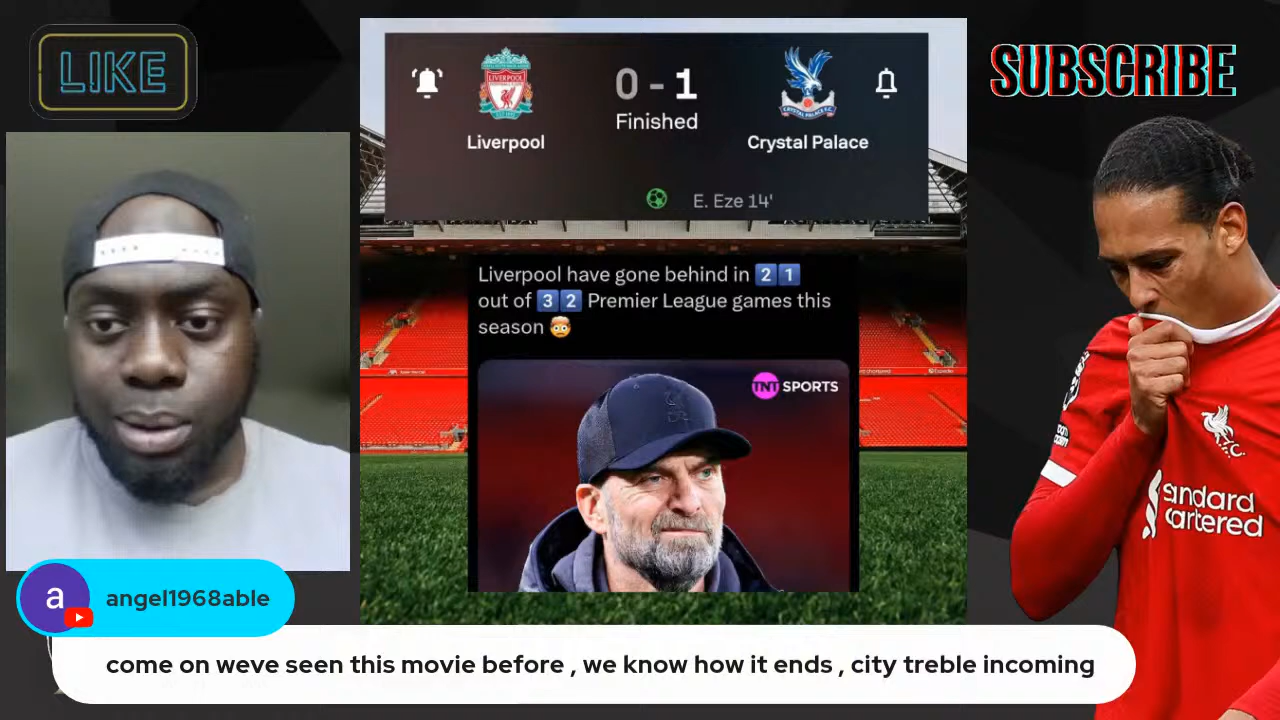 LIKE
SUBSCRIBE
LIVERPOOL
CRYSTAL PALACE F.C.
0 - 1
Finished
Liverpool
Crystal Palace
E. Eze 14'
Liverpool have gone behind in 21
out of 32 Premier League games this
season 🤯
TNT SPORTS
L.F.C.
standard
chartered
a
angel1968able
come on weve seen this movie before , we know how it ends , city treble incoming